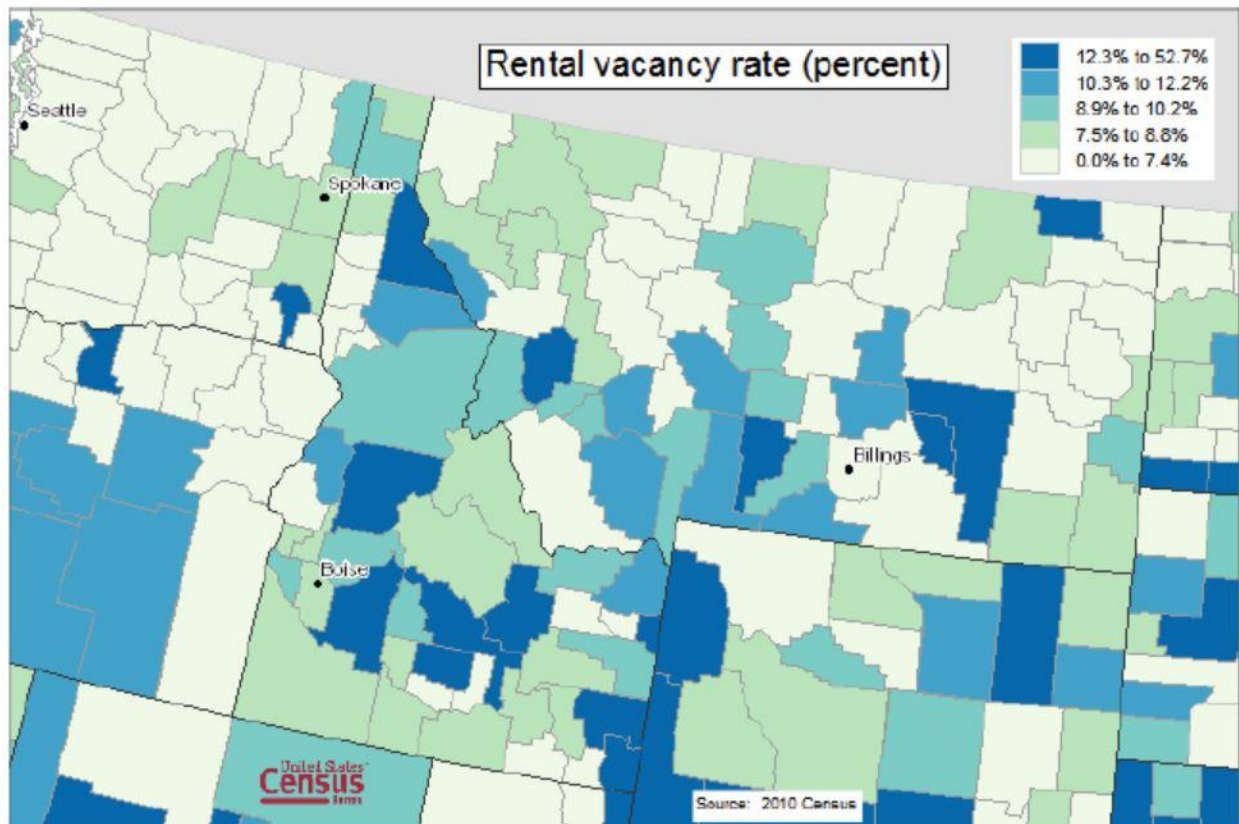 Rental vacancy rate (percent)
12.3% to 52.7%
10.3% to 12.2%
8.9% to 10.2%
7.5% to 8.8%
0.0% to 7.4%
Seattle
Spokane
Billings
Boise
United States™
Census
Bureau
Source: 2010 Census